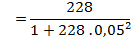 = 228
1 + 228 .0,05²